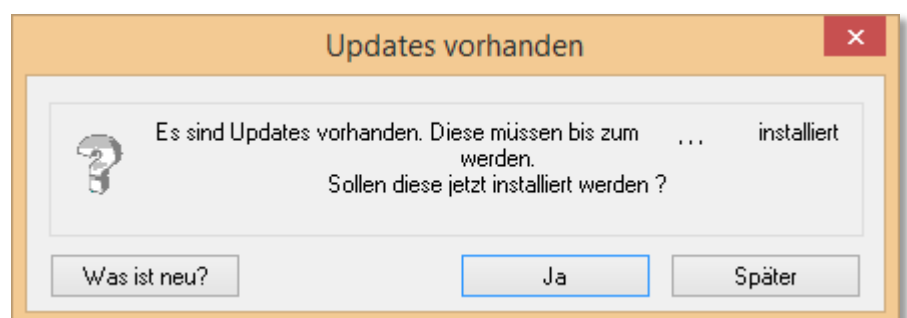 Updates vorhanden
Es sind Updates vorhanden. Diese müssen bis zum ... installiert
werden.
Sollen diese jetzt installiert werden ?
Was ist neu? Ja Später